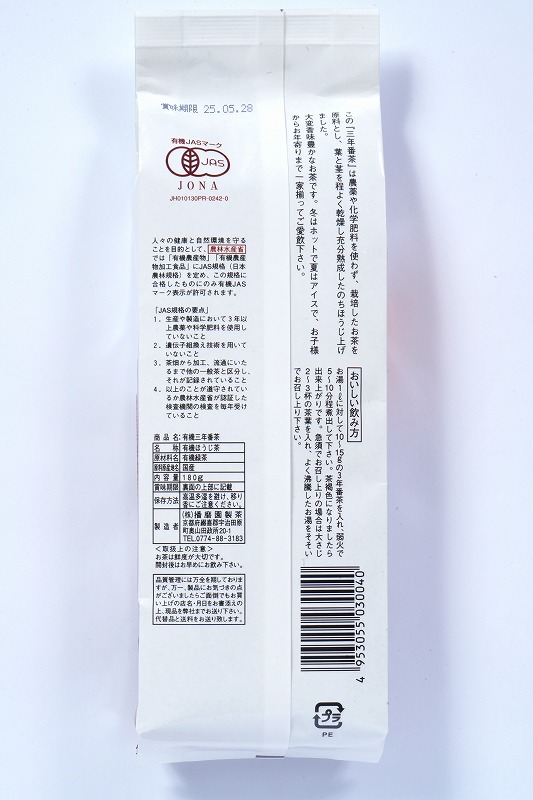 賞味期限 25.05.28
有機JASマーク
JAS
JONA
JH010130PR-0242-0
人々の健康と自然環境を守る
ことを目的として、農林水産省
では「有機農産物」「有機農産
物加工食品」にJAS規格（日本
農林規格）を定め、この規格に
合格したものにのみ有機JAS
マーク表示が許可されます。
「JAS規格の要点」
1．生産や製造において3年以
上農薬や科学肥料を使用し
ていないこと
2．遺伝子組換え技術を用いて
いないこと
3．茶畑から加工、流通にいた
るまで他の一般茶と区分し、
それが記録されていること
4．以上のことが遵守されてい
るか農林水産省が認証した
検査機関の検査を毎年受け
ていること
商品名:有機三年番茶
名称 有機ほうじ茶
原材料名 有機緑茶
原料原産地名 国産
内容量 180g
賞味期限 裏面の上部に記載
保存方法 高温多湿を避け、移り
香にご注意ください。
製造者 (株)播磨園製茶
京都府綴喜郡宇治田原
町奥山田政所20-1
TEL.0774-88-3183
＜取扱上の注意＞
お茶は鮮度が大切です。
開封後はお早めにお飲み下さい。
品質管理には万全を期しております
が、万一、製品にお気づきの点
がございましたらご面倒でもお買
い上げの店名・月日をお書添えの
上、現品を弊社までお送り下さい。
代替品と送料をお送り致します。
この「三年番茶」は農薬や化学肥料を使わず、栽培したお茶を
原料とし、葉と茎を程よく乾燥し充分熟成したのちほうじ上げ
ました。
大変香味豊かなお茶です。冬はホットで夏はアイスで、お子様
からお年寄りまで一家揃ってご愛飲下さい。
おいしい飲み方
お湯1ℓに対して10〜15gの3年番茶を入れ、弱火で
5〜10分程煮出して下さい。茶褐色になりましたら
出来上がりです。急須でお召し上りの場合は大さじ
2〜3杯の茶葉を入れ、よく沸騰したお湯をそそい
でお召し上り下さい。
4 953055 030040
プラ
PE